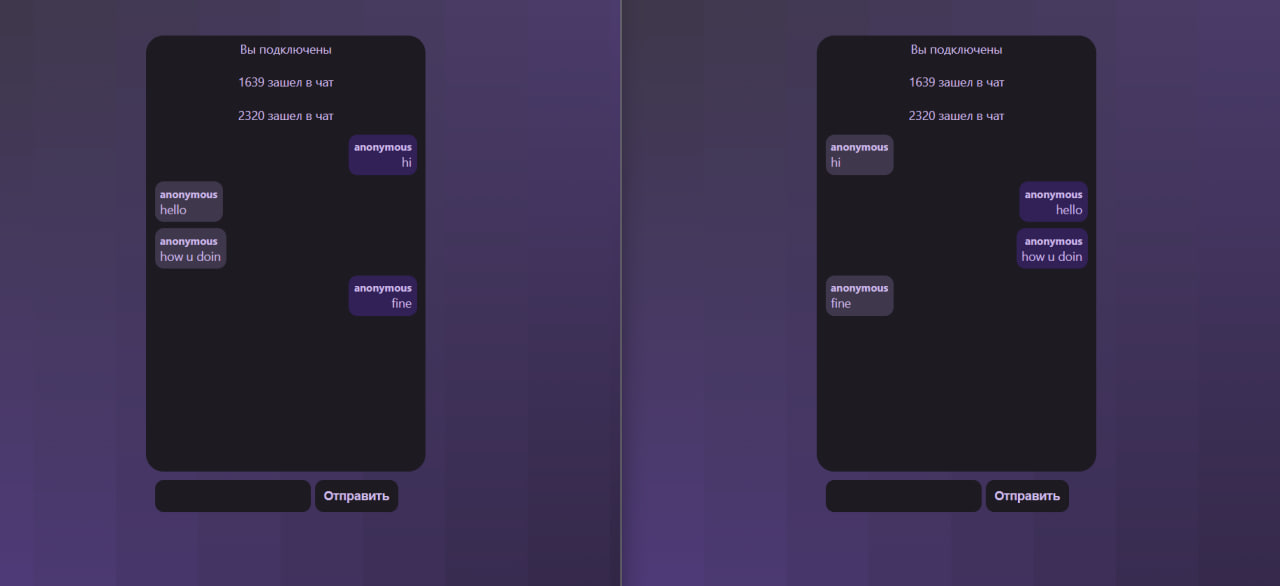 Вы подключены
1639 зашел в чат
2320 зашел в чат
anonymous
hi
anonymous
hello
anonymous
how u doin
anonymous
fine
Отправить
Вы подключены
1639 зашел в чат
2320 зашел в чат
anonymous
hi
anonymous
hello
anonymous
how u doin
anonymous
fine
Отправить